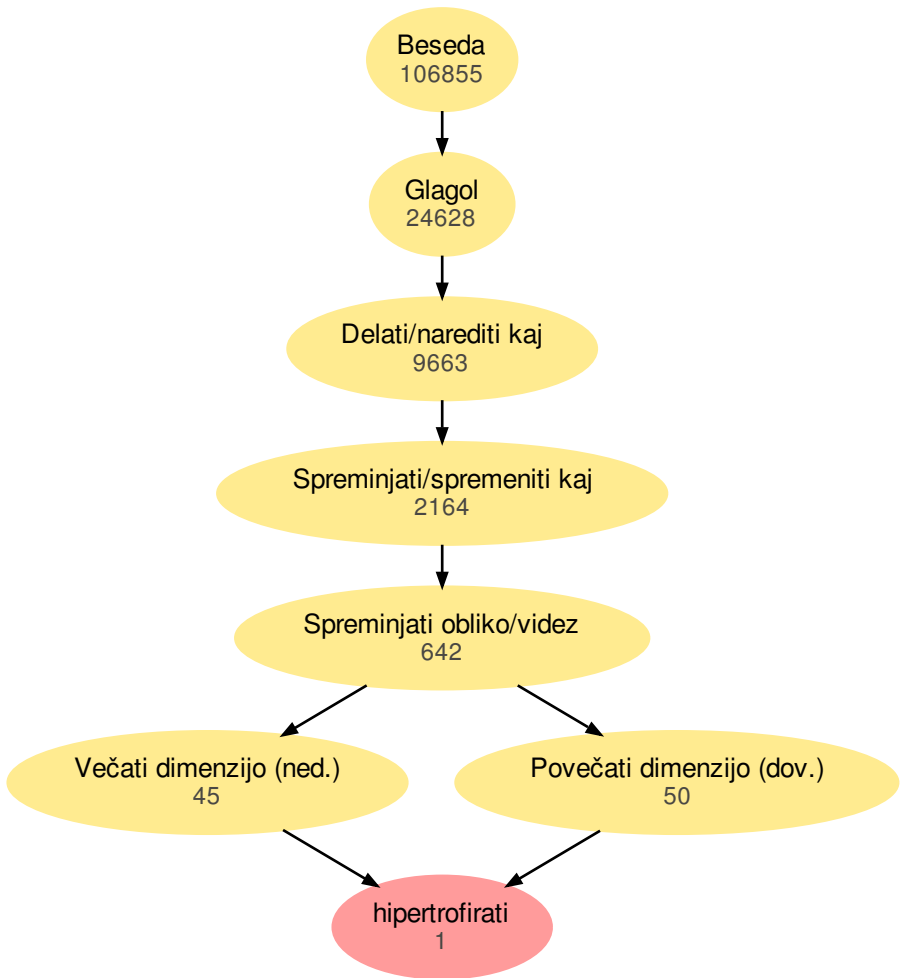 Beseda
106855
Glagol
24628
Delati/narediti kaj
9663
Spreminjati/spremeniti kaj
2164
Spreminjati obliko/videz
642
Večati dimenzijo (ned.)
45
Povečati dimenzijo (dov.)
50
hipertrofirati
1